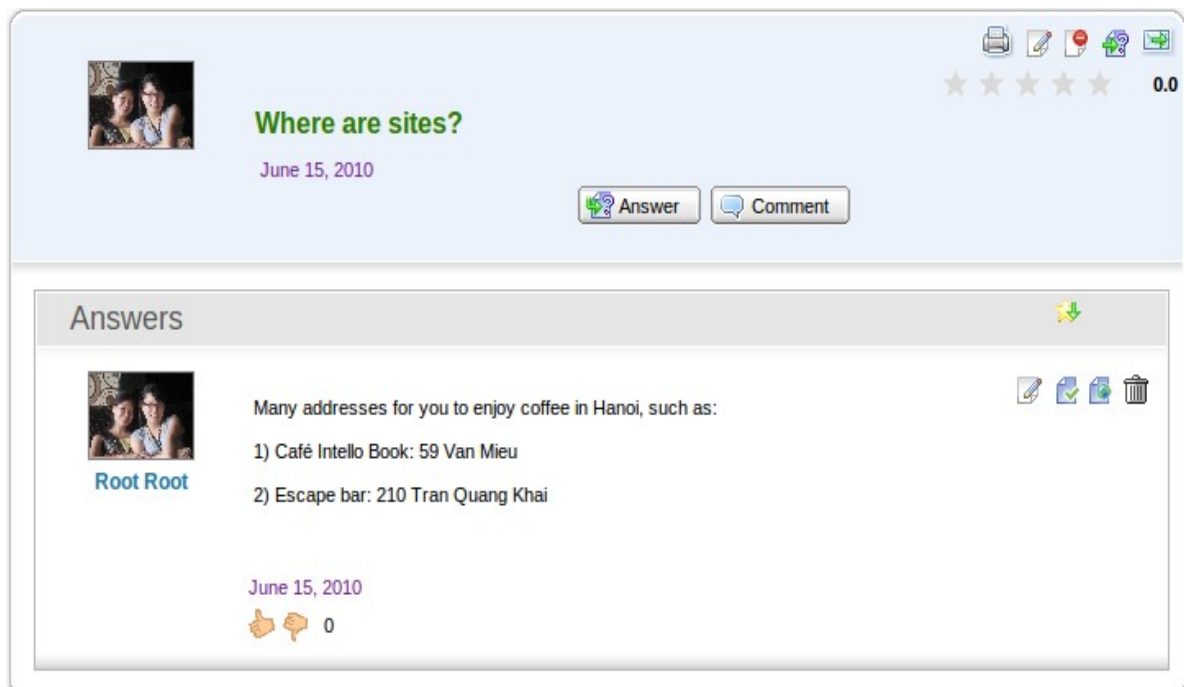 0.0
Where are sites?
June 15, 2010
Answer Comment
Answers
Many addresses for you to enjoy coffee in Hanoi, such as:
1) Café Intello Book: 59 Van Mieu
Root Root
2) Escape bar: 210 Tran Quang Khai
June 15, 2010
0